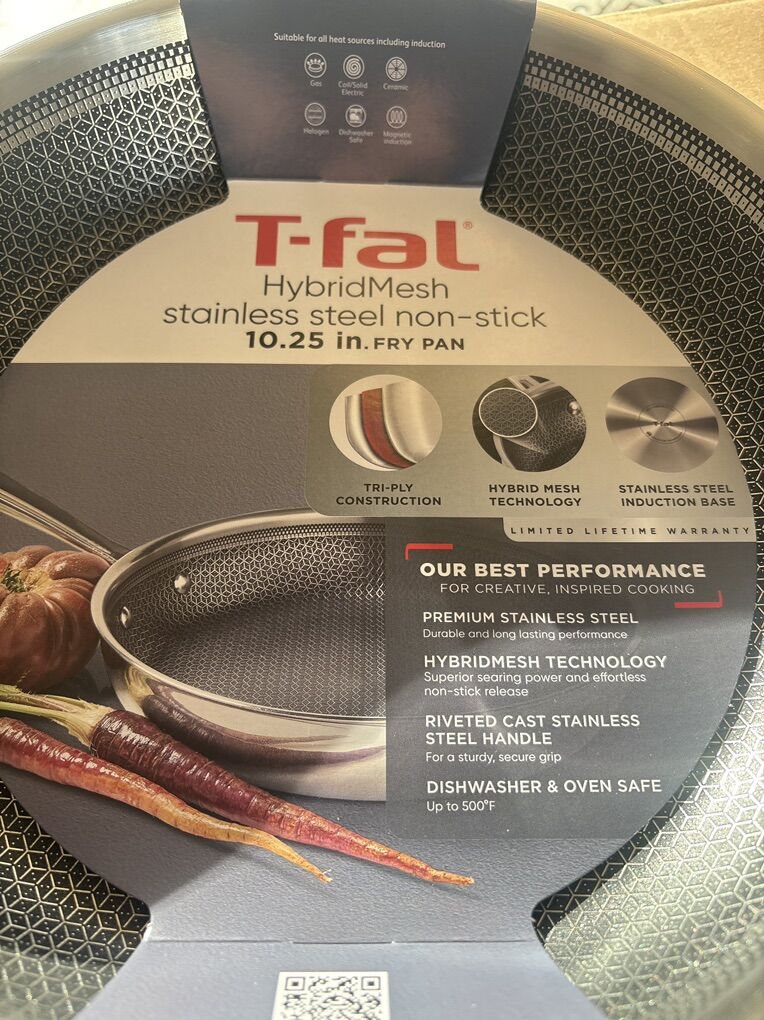 Suitable for all heat sources including induction
Gas
Coil/Solid Electric
Ceramic
Halogen
Dishwasher Safe
Magnetic Induction
T-fal®
HybridMesh
stainless steel non-stick
10.25 in. FRY PAN
TRI-PLY
CONSTRUCTION
HYBRID MESH
TECHNOLOGY
T-fal
STAINLESS STEEL
INDUCTION BASE
LIMITED LIFETIME WARRANTY
OUR BEST PERFORMANCE
FOR CREATIVE, INSPIRED COOKING
PREMIUM STAINLESS STEEL
Durable and long lasting performance
HYBRIDMESH TECHNOLOGY
Superior searing power and effortless
non-stick release
RIVETED CAST STAINLESS
STEEL HANDLE
For a sturdy, secure grip
DISHWASHER & OVEN SAFE
Up to 500°F